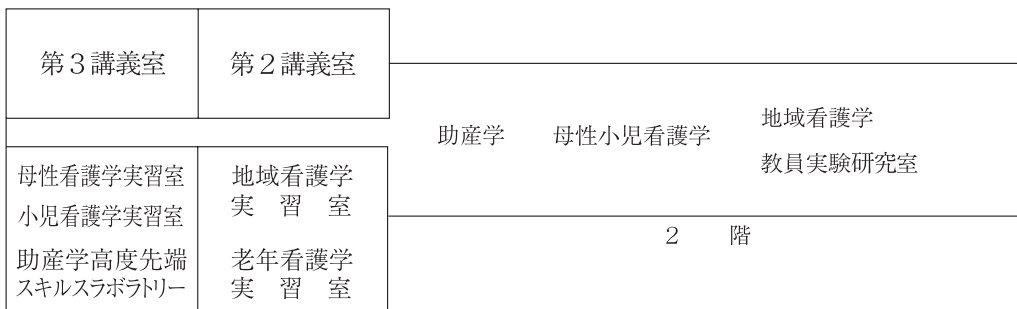 第３講義室
第２講義室
助産学
母性小児看護学
地域看護学
教員実験研究室
母性看護学実習室
小児看護学実習室
助産学高度先端
スキルスラボラトリー
地域看護学
実習室
老年看護学
実習室
２階